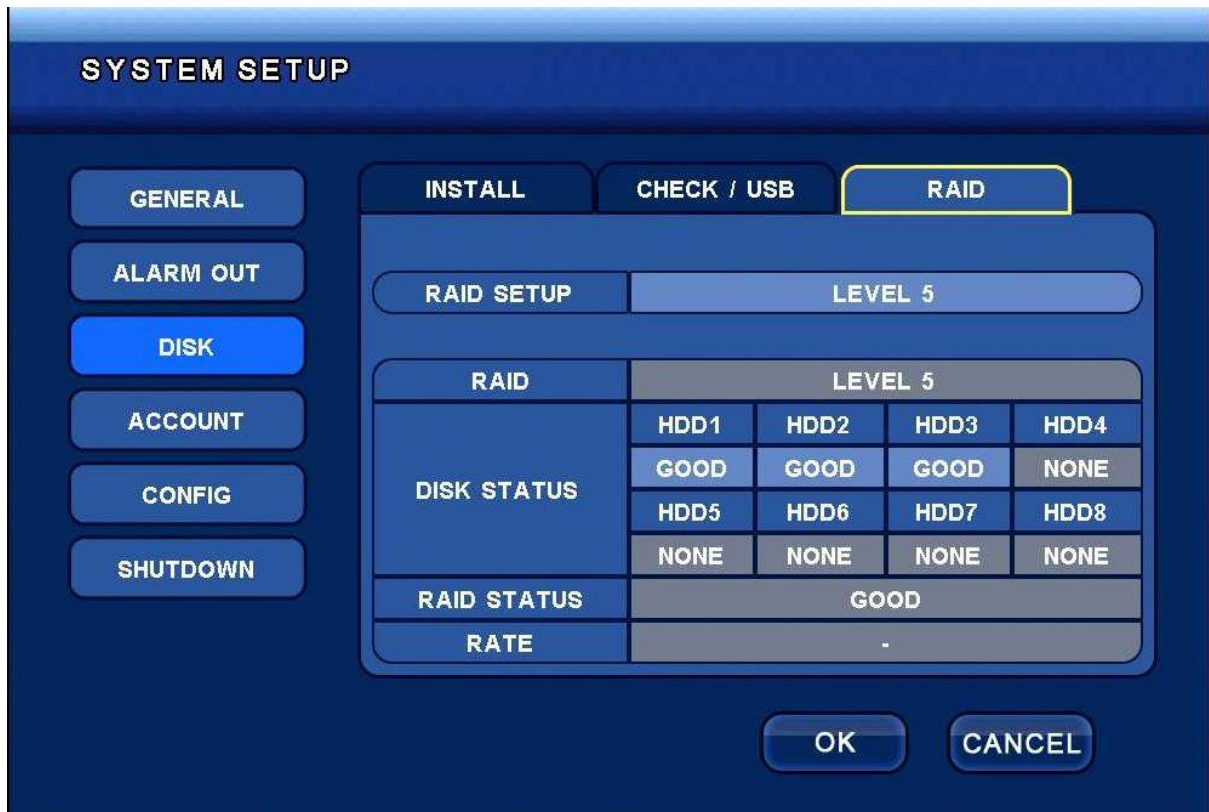 SYSTEM SETUP
GENERAL
ALARM OUT
DISK
ACCOUNT
CONFIG
SHUTDOWN
INSTALL CHECK / USB RAID
RAID SETUP LEVEL 5
RAID LEVEL 5
DISK STATUS
HDD1 HDD2 HDD3 HDD4
GOOD GOOD GOOD NONE
HDD5 HDD6 HDD7 HDD8
NONE NONE NONE NONE
RAID STATUS GOOD
RATE -
OK CANCEL